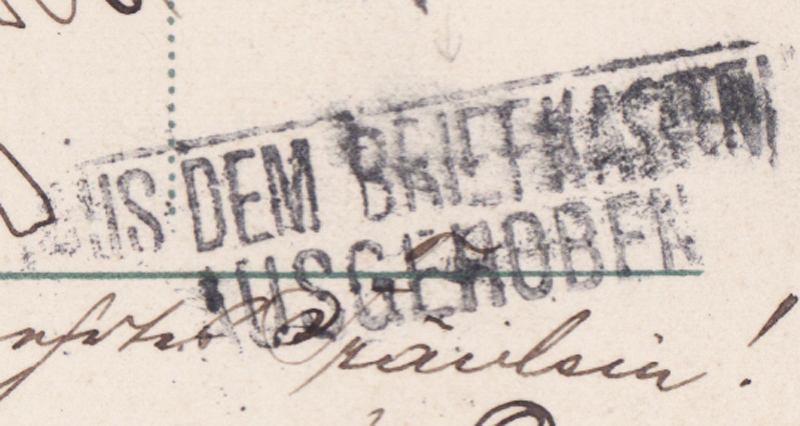 AUS DEM BRIEFKASTEN
AUSGEHOBEN
Fräulein!